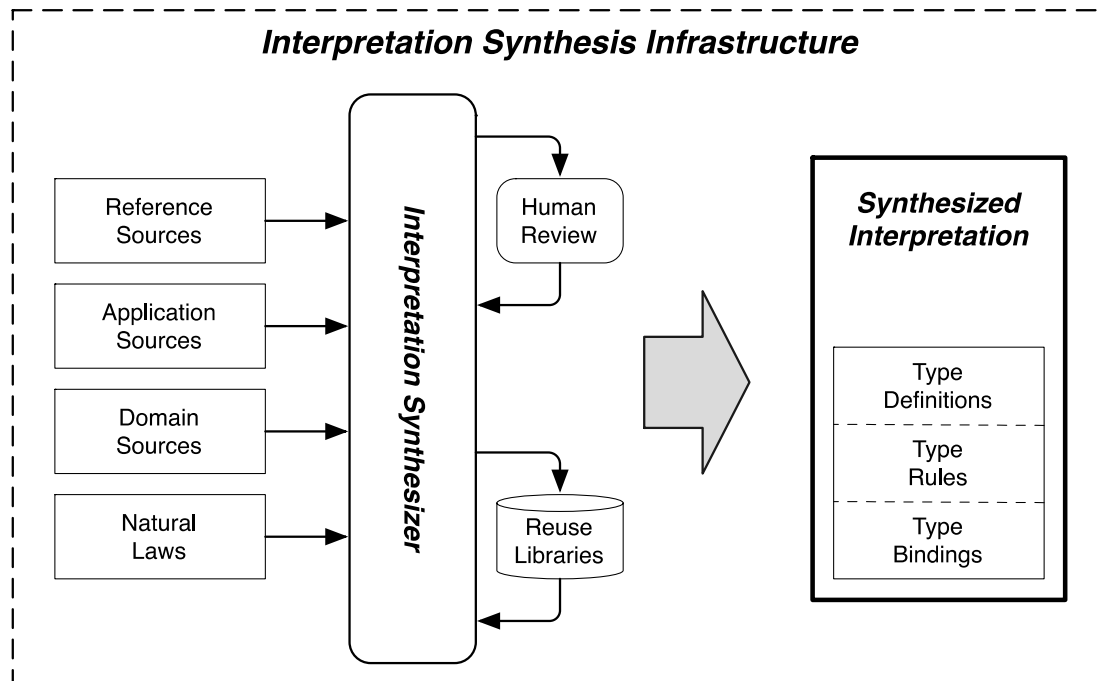 Interpretation Synthesis Infrastructure
Reference
Sources
Application
Sources
Domain
Sources
Natural
Laws
Interpretation Synthesizer
Human
Review
Reuse
Libraries
Synthesized
Interpretation
Type
Definitions
Type
Rules
Type
Bindings